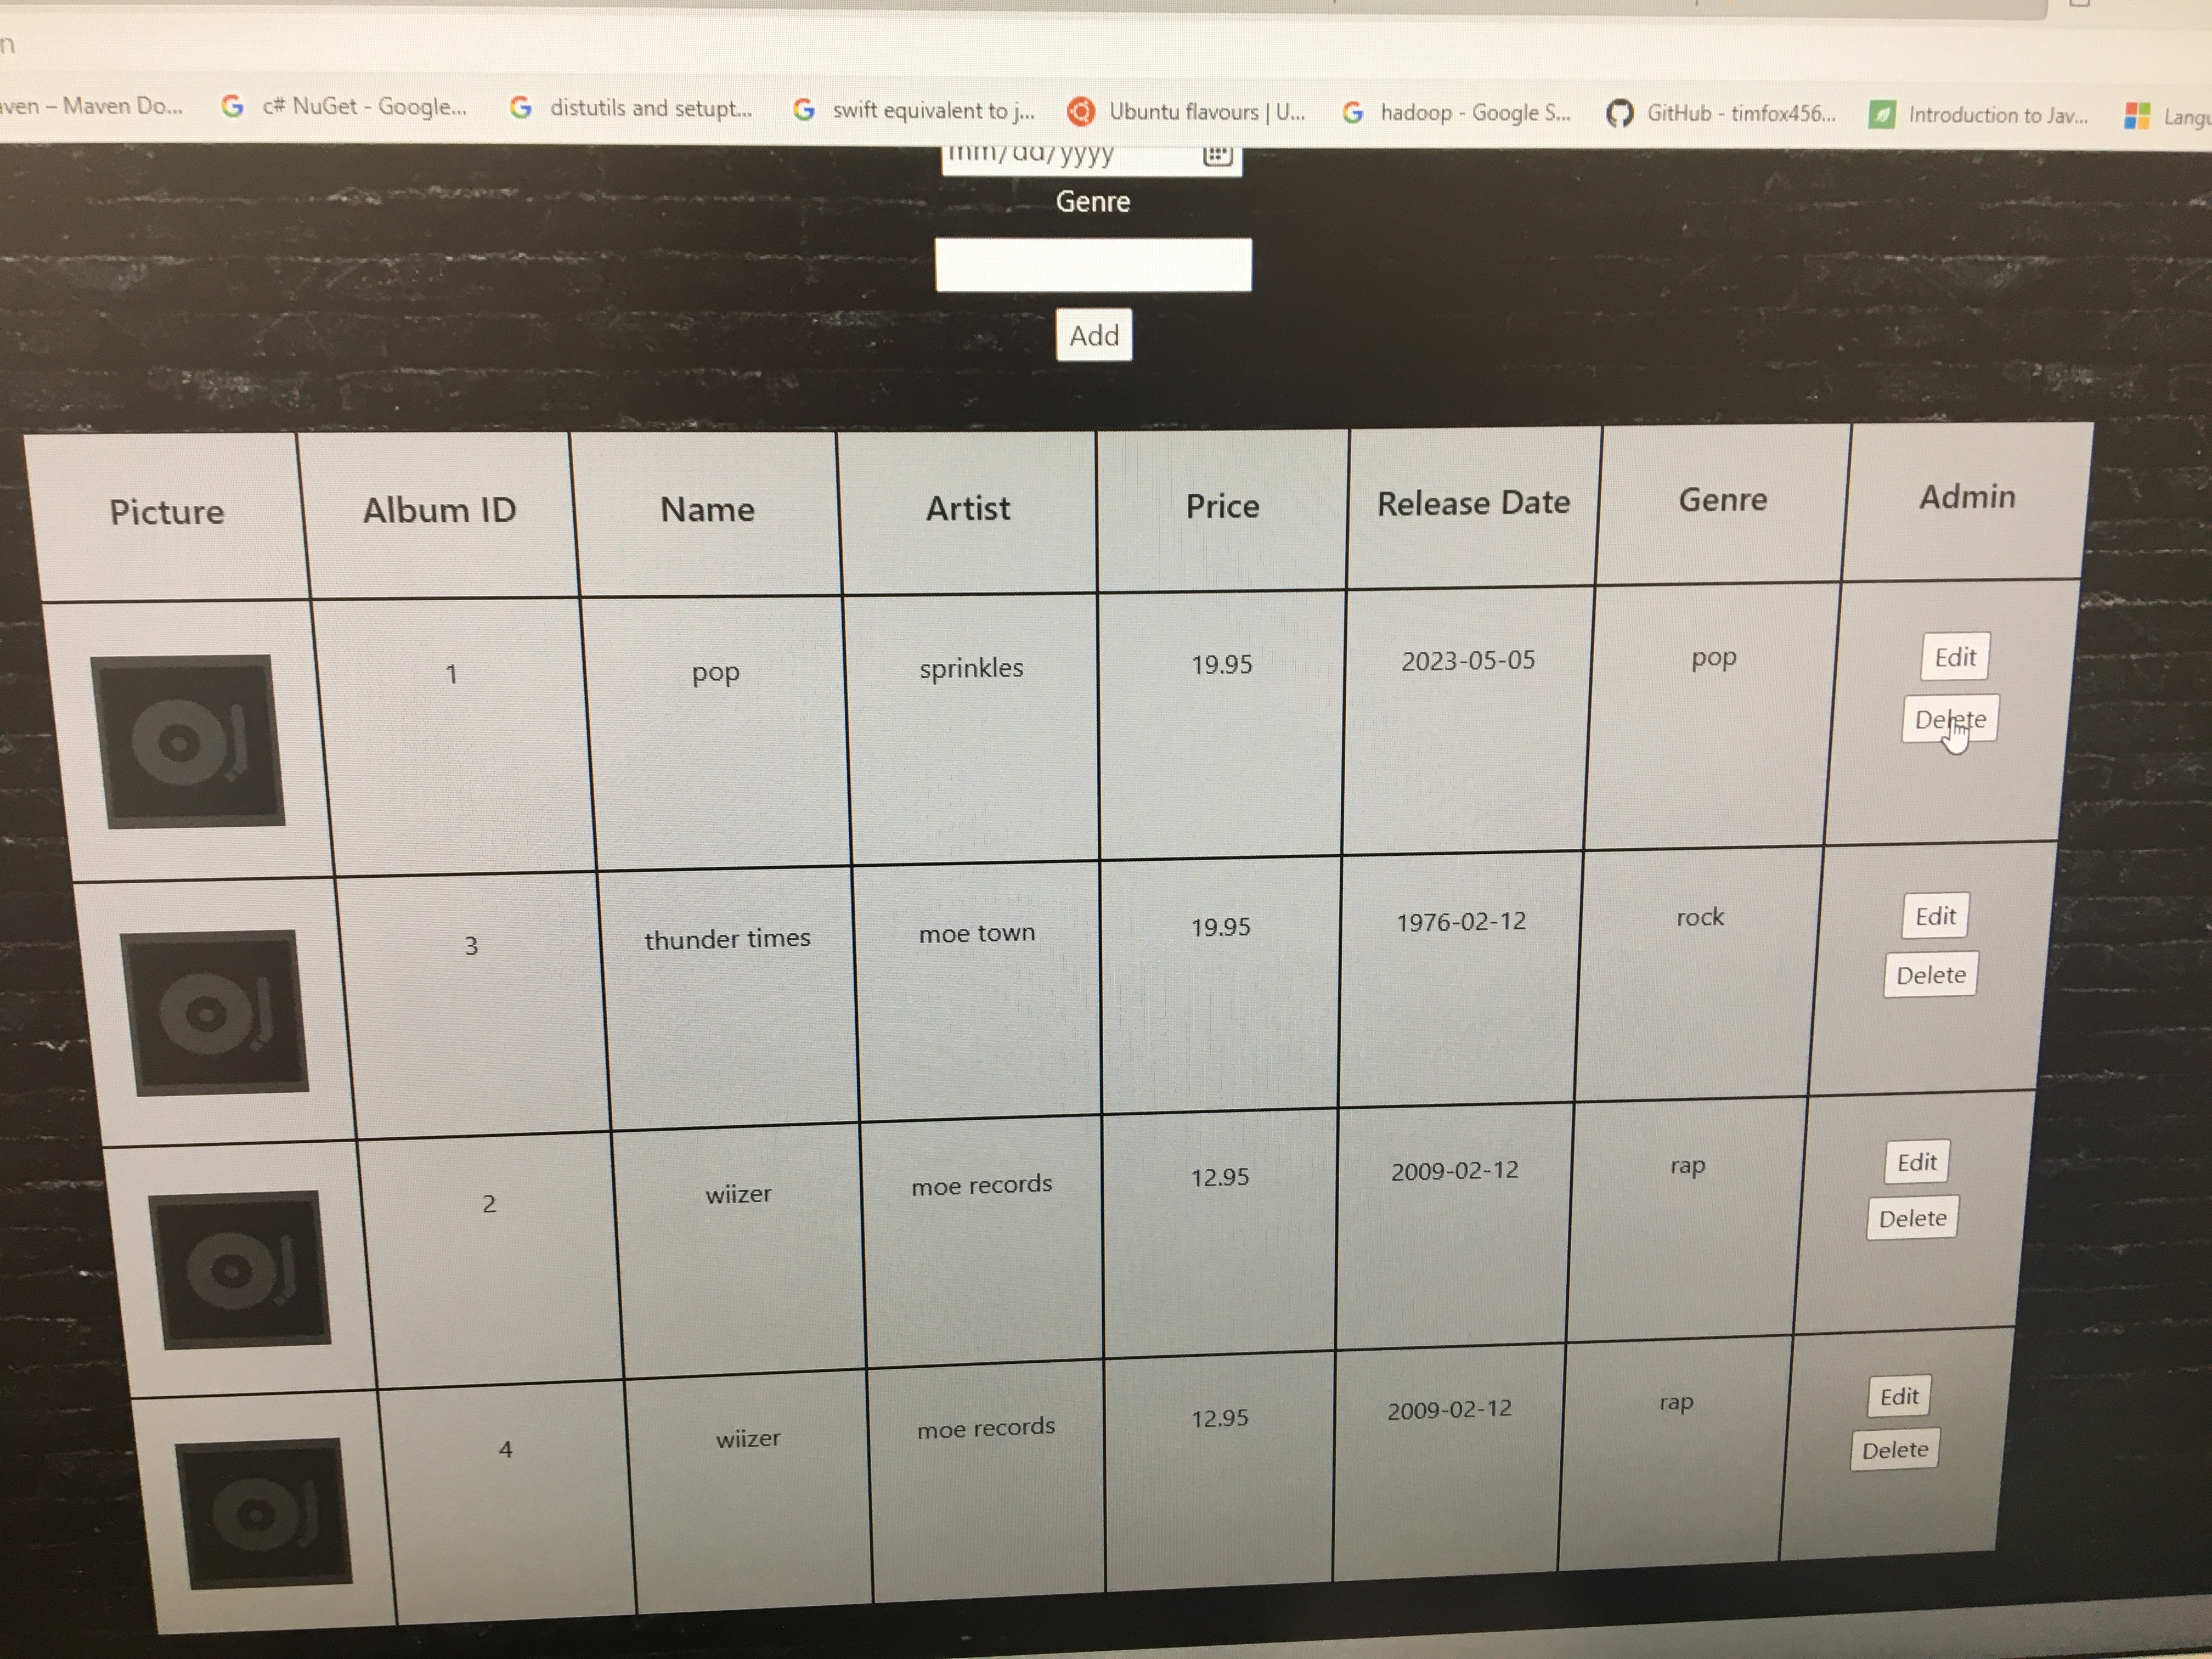 n
aven – Maven Do... c# NuGet - Google... distutils and setupt... swift equivalent to j... Ubuntu flavours | U... hadoop - Google S... GitHub - timfox456... Introduction to Jav... Langu
mm/dd/yyyy
Genre
Add
Picture Album ID Name Artist Price Release Date Genre Admin
1 pop sprinkles 19.95 2023-05-05 pop Edit
Delete
3 thunder times moe town 19.95 1976-02-12 rock Edit
Delete
2 wiizer moe records 12.95 2009-02-12 rap Edit
Delete
4 wiizer moe records 12.95 2009-02-12 rap Edit
Delete